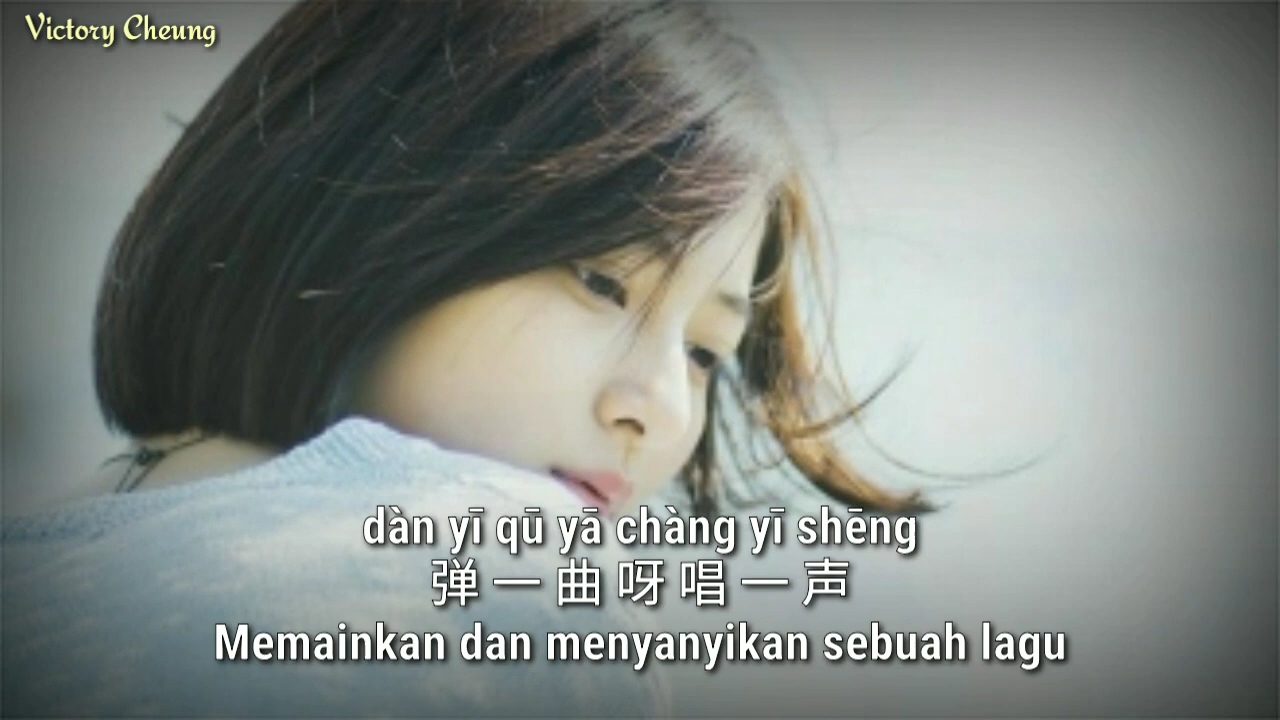 Victory Cheung
dàn yī qū yā chàng yī shēng
弹 一 曲 呀 唱 一 声
Memainkan dan menyanyikan sebuah lagu